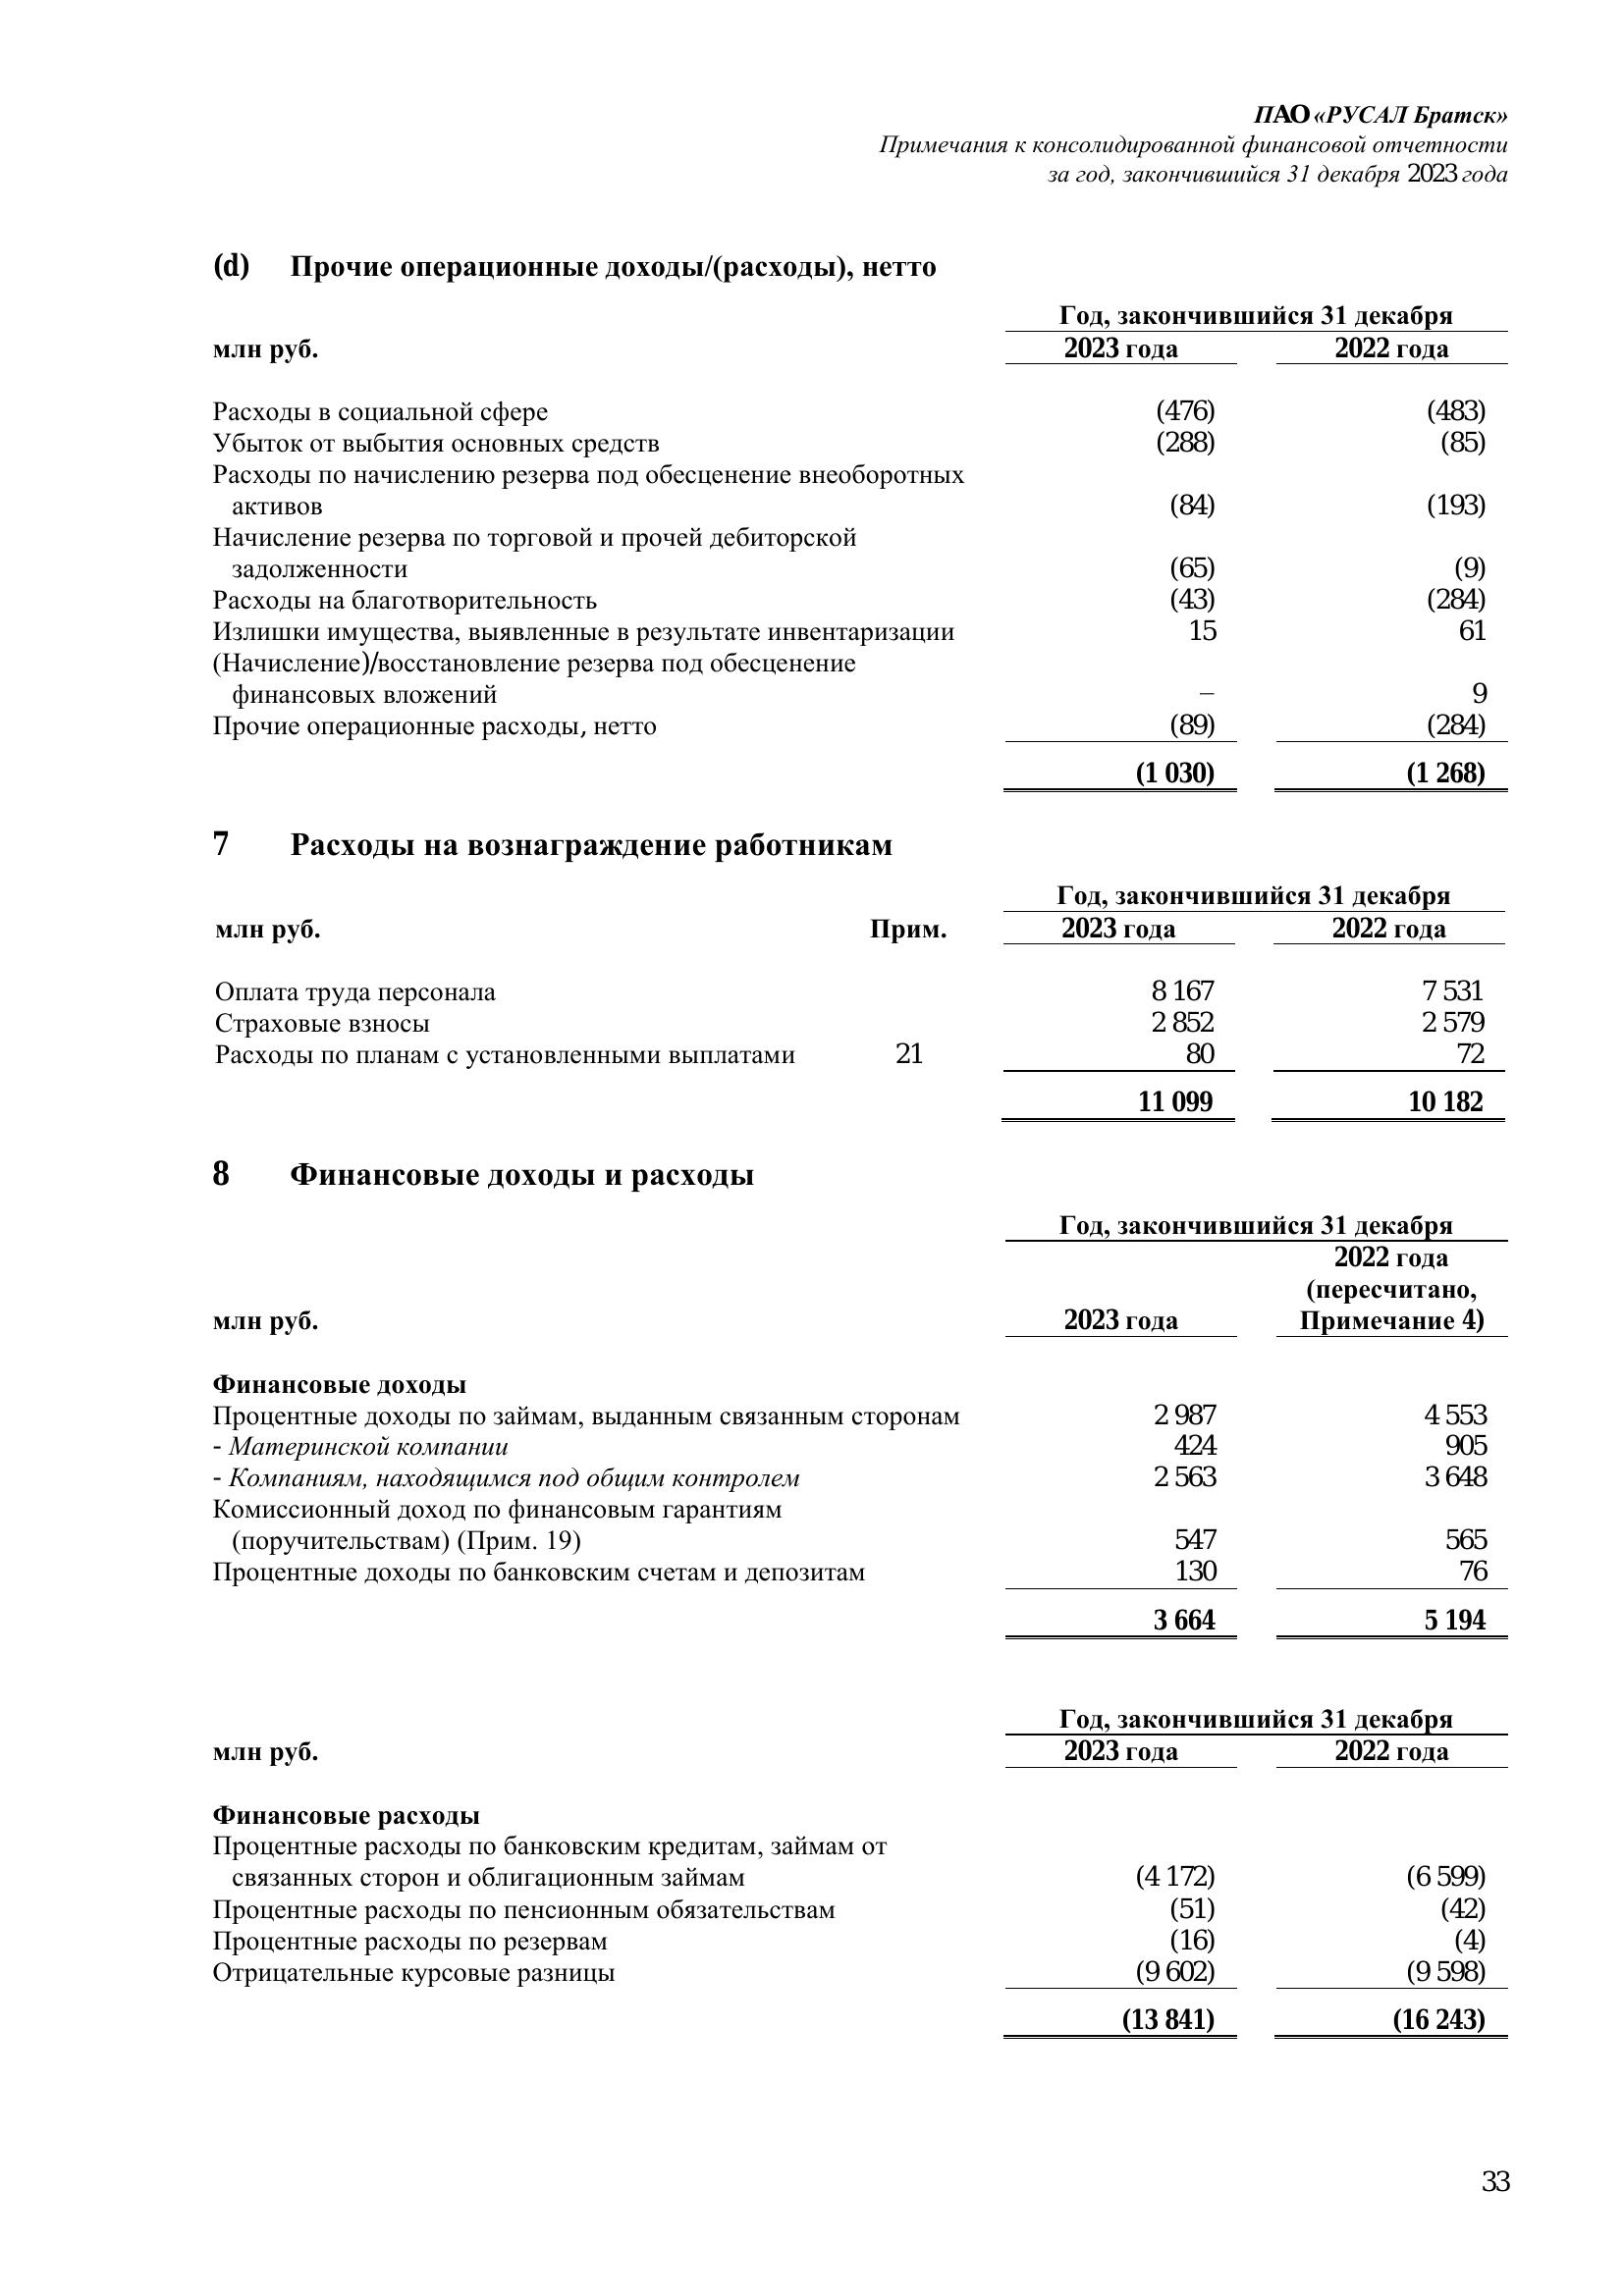 ПАО «РУСАЛ Братск»
Примечания к консолидированной финансовой отчетности
за год, закончившийся 31 декабря 2023 года
(d) Прочие операционные доходы/(расходы), нетто
Год, закончившийся 31 декабря
млн руб. 2023 года 2022 года
Расходы в социальной сфере (476) (483)
Убыток от выбытия основных средств (288) (85)
Расходы по начислению резерва под обесценение внеоборотных
активов (84) (193)
Начисление резерва по торговой и прочей дебиторской
задолженности (65) (9)
Расходы на благотворительность (43) (284)
Излишки имущества, выявленные в результате инвентаризации 15 61
(Начисление)/восстановление резерва под обесценение
финансовых вложений – 9
Прочие операционные расходы, нетто (89) (284)
(1 030) (1 268)
7 Расходы на вознаграждение работникам
Год, закончившийся 31 декабря
млн руб. Прим. 2023 года 2022 года
Оплата труда персонала 8 167 7 531
Страховые взносы 2 852 2 579
Расходы по планам с установленными выплатами 21 80 72
11 099 10 182
8 Финансовые доходы и расходы
Год, закончившийся 31 декабря
2022 года
(пересчитано,
млн руб. 2023 года Примечание 4)
Финансовые доходы
Процентные доходы по займам, выданным связанным сторонам 2 987 4 553
- Материнской компании 424 905
- Компаниям, находящимся под общим контролем 2 563 3 648
Комиссионный доход по финансовым гарантиям
(поручительствам) (Прим. 19) 547 565
Процентные доходы по банковским счетам и депозитам 130 76
3 664 5 194
Год, закончившийся 31 декабря
млн руб. 2023 года 2022 года
Финансовые расходы
Процентные расходы по банковским кредитам, займам от
связанных сторон и облигационным займам (4 172) (6 599)
Процентные расходы по пенсионным обязательствам (51) (42)
Процентные расходы по резервам (16) (4)
Отрицательные курсовые разницы (9 602) (9 598)
(13 841) (16 243)
33